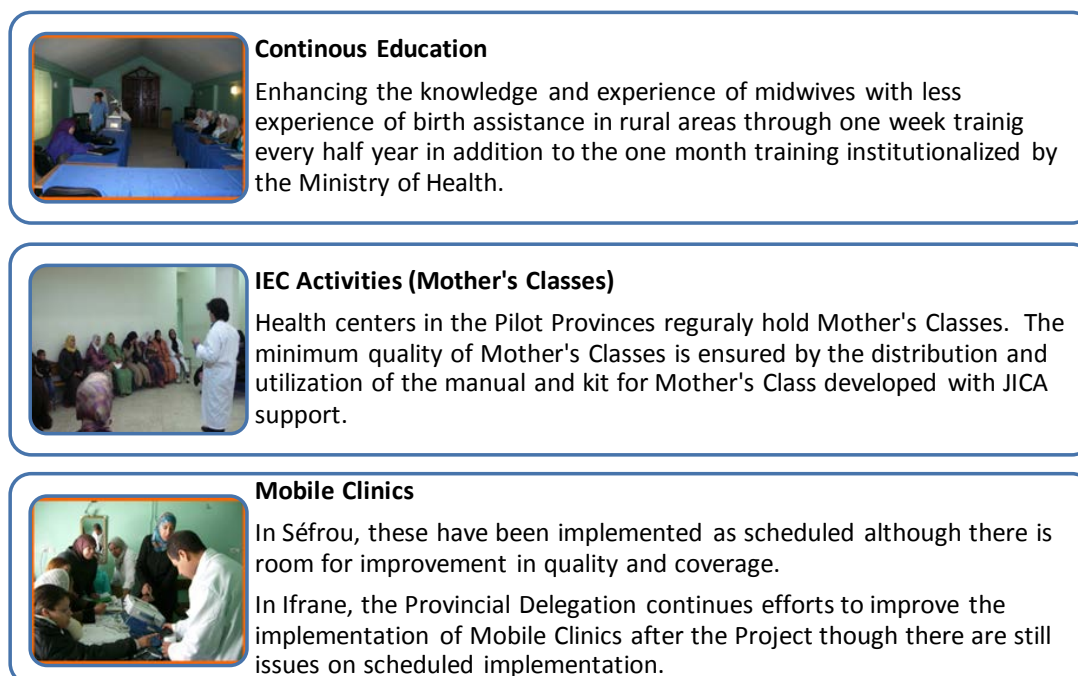 Continous Education
Enhancing the knowledge and experience of midwives with less
experience of birth assistance in rural areas through one week trainig
every half year in addition to the one month training institutionalized by
the Ministry of Health.
IEC Activities (Mother's Classes)
Health centers in the Pilot Provinces reguraly hold Mother's Classes. The
minimum quality of Mother's Classes is ensured by the distribution and
utilization of the manual and kit for Mother's Class developed with JICA
support.
Mobile Clinics
In Séfrou, these have been implemented as scheduled although there is
room for improvement in quality and coverage.
In Ifrane, the Provincial Delegation continues efforts to improve the
implementation of Mobile Clinics after the Project though there are still
issues on scheduled implementation.